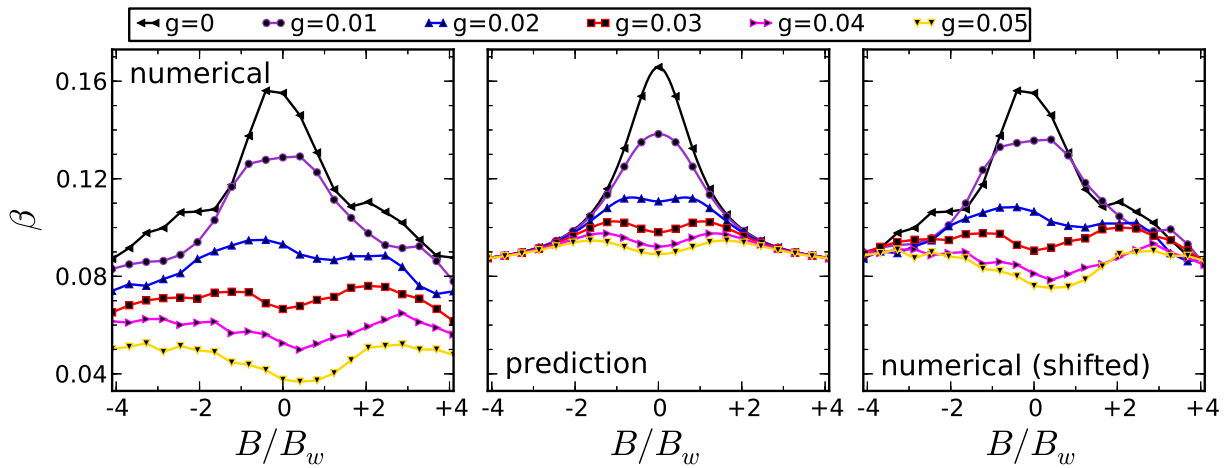 g=0 g=0.01 g=0.02 g=0.03 g=0.04 g=0.05
numerical
prediction
numerical (shifted)
β
0.16
0.12
0.08
0.04
-4 -2 0 +2 +4
-2 0 +2
-4 -2 0 +2 +4
B/B_w
B/B_w
B/B_w